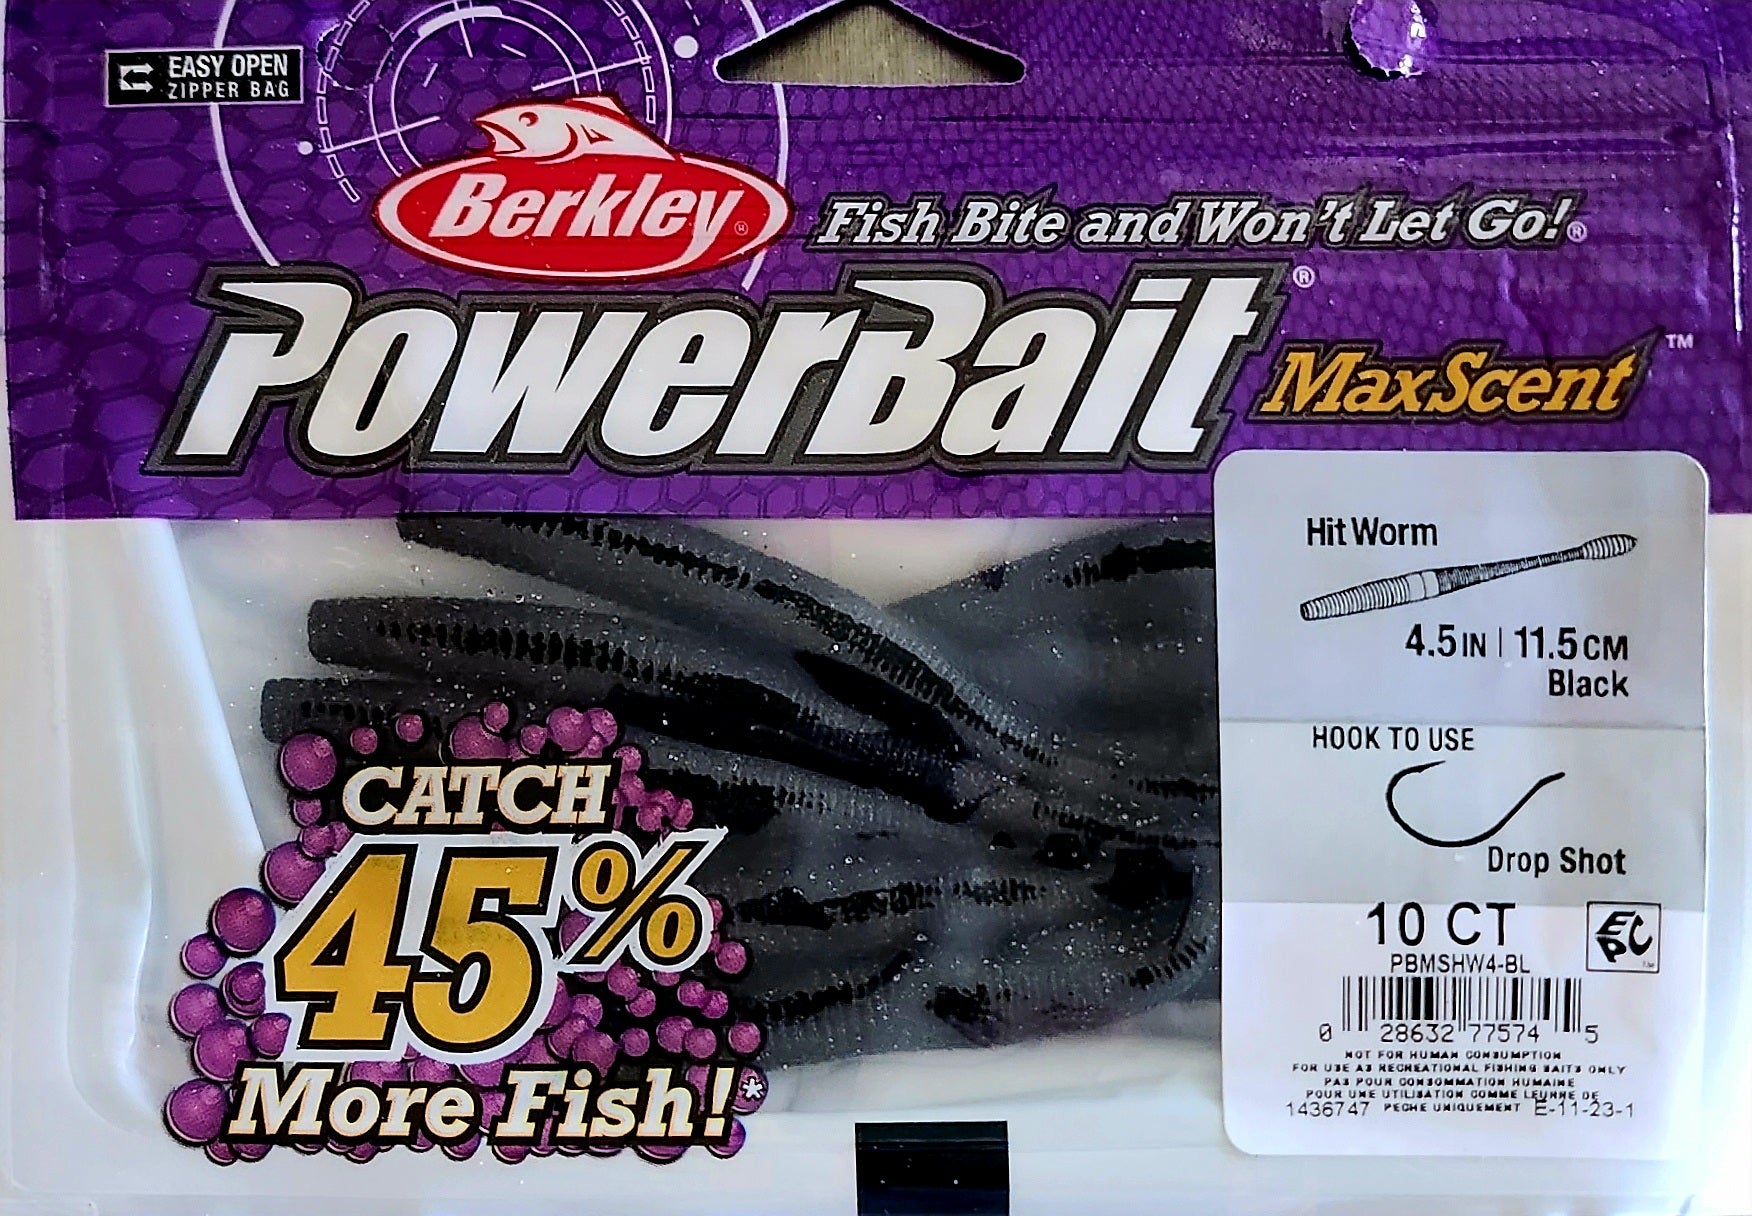 EASY OPEN
ZIPPER BAG
Berkley®
Fish Bite and Won't Let Go!®
PowerBait®
MaxScent™
Hit Worm
4.5IN | 11.5CM
Black
HOOK TO USE
Drop Shot
CATCH
45%
More Fish!*
10 CT
PBMSHW4-BL
0 28632 77574 5
NOT FOR HUMAN CONSUMPTION
FOR USE AS RECREATIONAL FISHING BAITS ONLY
PAS POUR CONSOMMATION HUMAINE
POUR UNE UTILISATION COMME LEURRE DE
1436747 PECHE UNIQUEMENT E-11-23-1